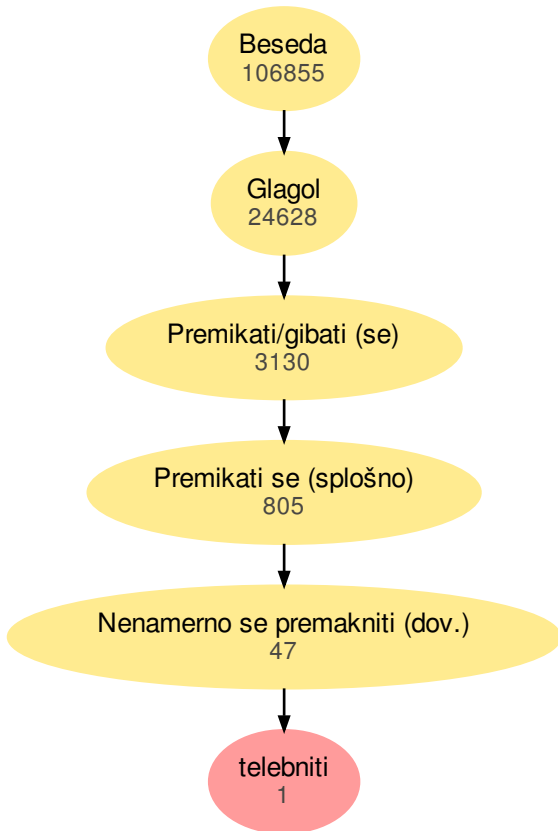 Beseda
106855
Glagol
24628
Premikati/gibati (se)
3130
Premikati se (splošno)
805
Nenamerno se premakniti (dov.)
47
telebniti
1